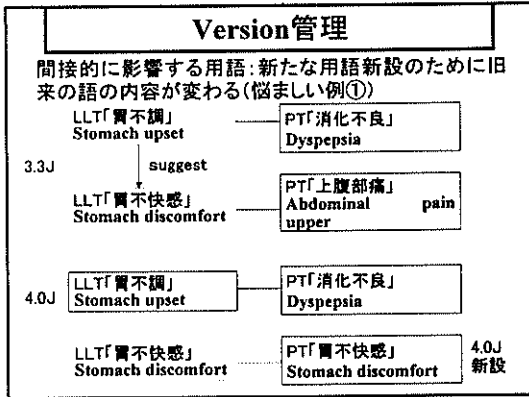 Version管理
間接的に影響する用語：新たな用語新設のために旧
来の語の内容が変わる（悩ましい例①）
LLT「胃不調」 PT「消化不良」
Stomach upset Dyspepsia
3.3J suggest
LLT「胃不快感」 PT「上腹部痛」
Stomach discomfort Abdominal pain
upper
LLT「胃不調」 PT「消化不良」
4.0J Stomach upset Dyspepsia
LLT「胃不快感」 PT「胃不快感」 4.0J
Stomach discomfort Stomach discomfort 新設